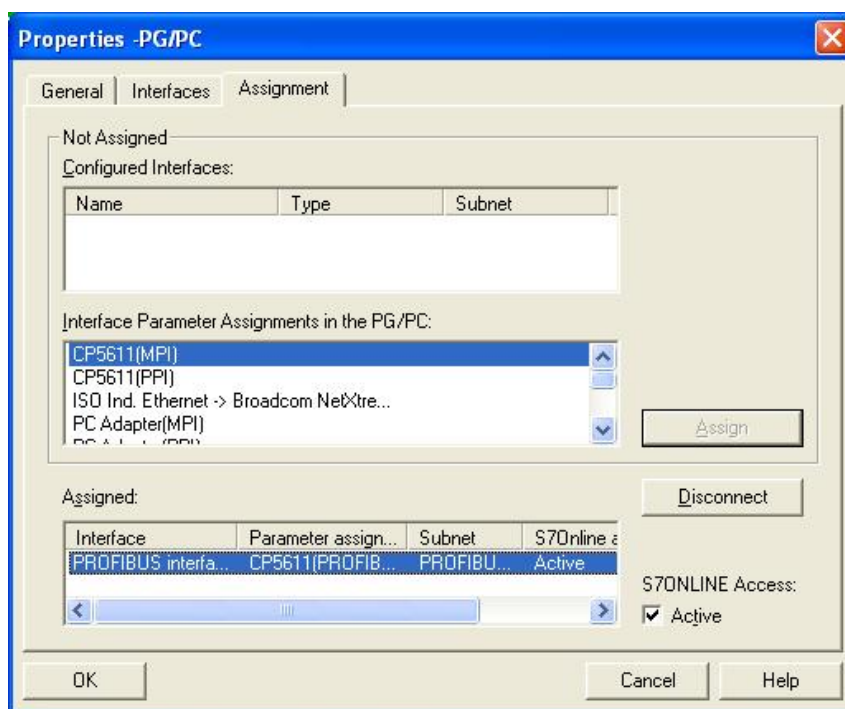 Properties -PG/PC
General Interfaces Assignment
Not Assigned
Configured Interfaces:
Name Type Subnet
Interface Parameter Assignments in the PG/PC:
CP5611(MPI)
CP5611(PPI)
ISO Ind. Ethernet -> Broadcom NetXtre...
PC Adapter(MPI)
Assign
Assigned:
Disconnect
Interface Parameter assign... Subnet S7Online a
PROFIBUS interfa... CP5611(PROFIB... PROFIBU... Active
S7ONLINE Access:
Active
OK Cancel Help